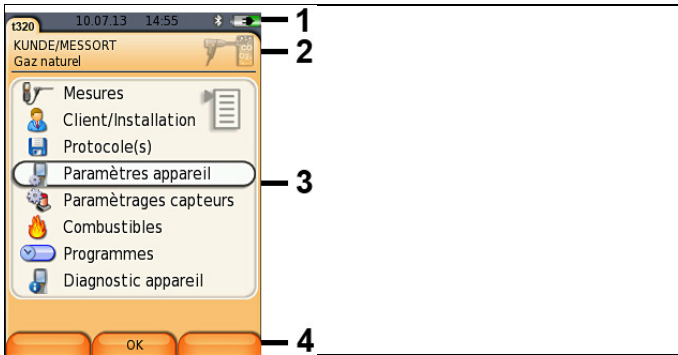 t320 10.07.13 14:55 1
KUNDE/MESSORT 2
Gaz naturel
Mesures
Client/Installation
Protocole(s)
Paramètres appareil 3
Paramétrages capteurs
Combustibles
Programmes
Diagnostic appareil
OK 4